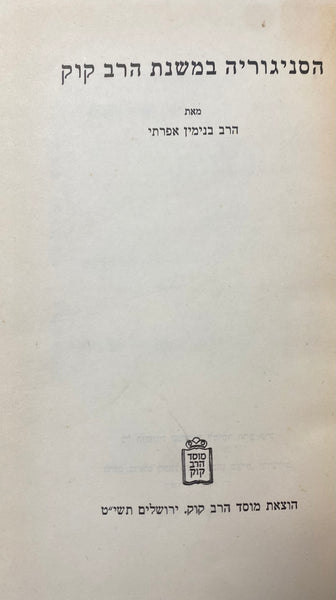 הסניגוריה במשנת הרב קוק
מאת
הרב בנימין אפרתי
מוסד
הרב
קוק
הוצאת מוסד הרב קוק, ירושלים תשי״ט